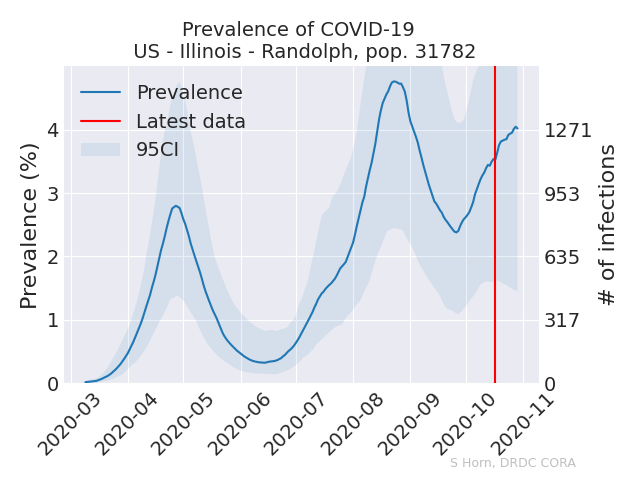 Prevalence of COVID-19
US - Illinois - Randolph, pop. 31782
Prevalence
Latest data
95CI
Prevalence (%)
4
3
2
1
0
1271
953
635
317
0
# of infections
2020-03
2020-04
2020-05
2020-06
2020-07
2020-08
2020-09
2020-10
2020-11
S Horn, DRDC CORA